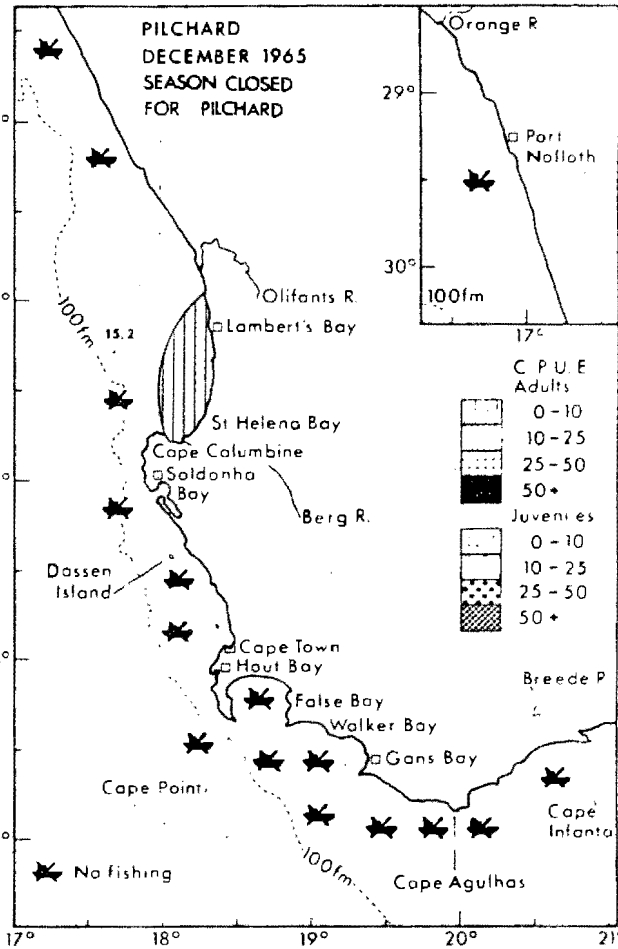 PILCHARD
DECEMBER 1965
SEASON CLOSED
FOR PILCHARD
Orange R
29°
Port
Nolloth
30°
100fm
17°
Olifants R.
100fm
Lambert's Bay
15.2
C P.U.E
Adults
0-10
10-25
25-50
50+
Juveniles
0-10
10-25
25-50
50+
St Helena Bay
Cape Columbine
Soldonha
Bay
Berg R.
Dassen
Island
Cape Town
Hout Bay
Breede R
False Bay
Walker Bay
Gans Bay
Cape Point
Cape
Infanta
100fm
No fishing
Cape Agulhas
17° 18° 19° 20° 21°